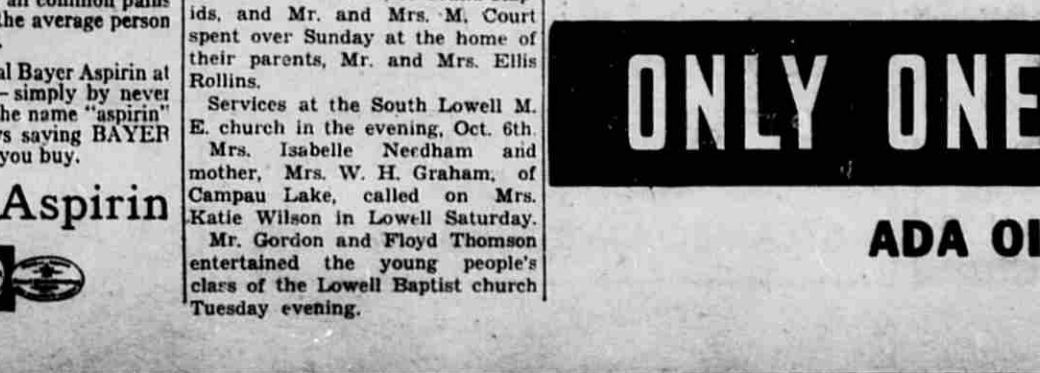 the average person
al Bayer Aspirin at
— simply by never
he name "aspirin"
s saying BAYER
you buy.
Aspirin
ids, and Mr. and Mrs. M. Court
spent over Sunday at the home of
their parents, Mr. and Mrs. Ellis
Rollins.
Services at the South Lowell M.
E. church in the evening, Oct. 6th.
Mrs. Isabelle Needham and
mother, Mrs. W. H. Graham, of
Campau Lake, called on Mrs.
Katie Wilson in Lowell Saturday.
Mr. Gordon and Floyd Thomson
entertained the young people's
class of the Lowell Baptist church
Tuesday evening.
ONLY ONE
ADA